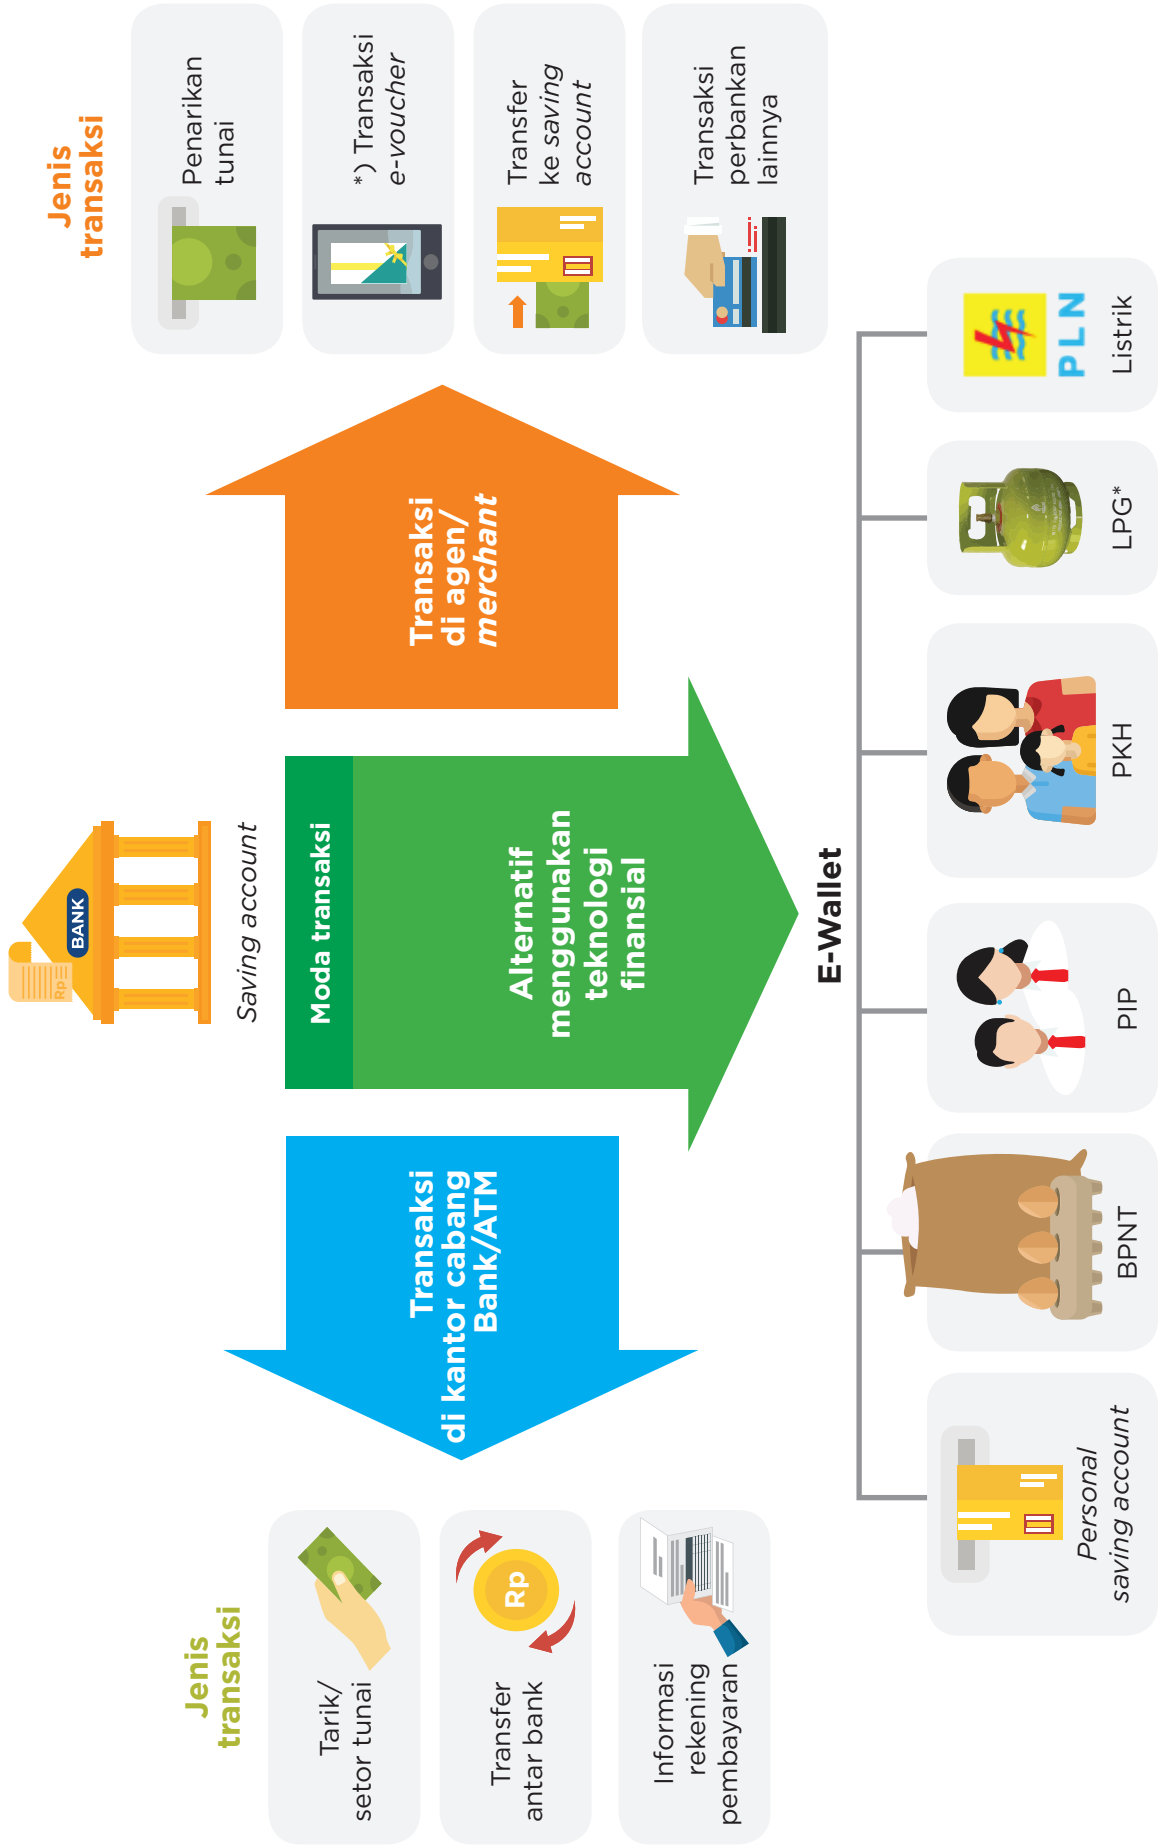 BANK
Rp
Saving account
Moda transaksi
Alternatif
menggunakan
teknologi
finansial
Transaksi
di kantor cabang
Bank/ATM
Transaksi
di agen/
merchant
Jenis
transaksi
Tarik/
setor tunai
Rp
Transfer
antar bank
Informasi
rekening
pembayaran
Jenis
transaksi
Penarikan
tunai
*) Transaksi
e-voucher
Transfer
ke saving
account
Transaksi
perbankan
lainnya
E-Wallet
Personal
saving account
BPNT
PIP
PKH
LPG*
PLN
Listrik